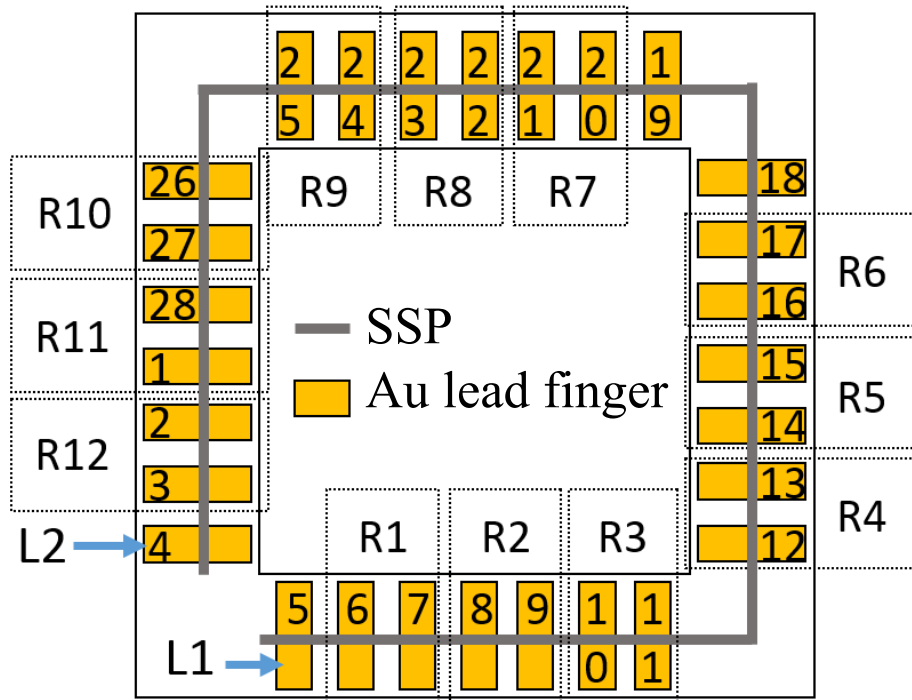 2 2 2 2 2 2 1
5 4 3 2 1 0 9
R9 R8 R7
26
R10
27
18
17
R6
16
28
R11
1
SSP
Au lead finger
15
R5
14
2
R12
3
13
R4
12
L2
4
R1 R2 R3
5 6 7 8 9 1 1
0 1
L1